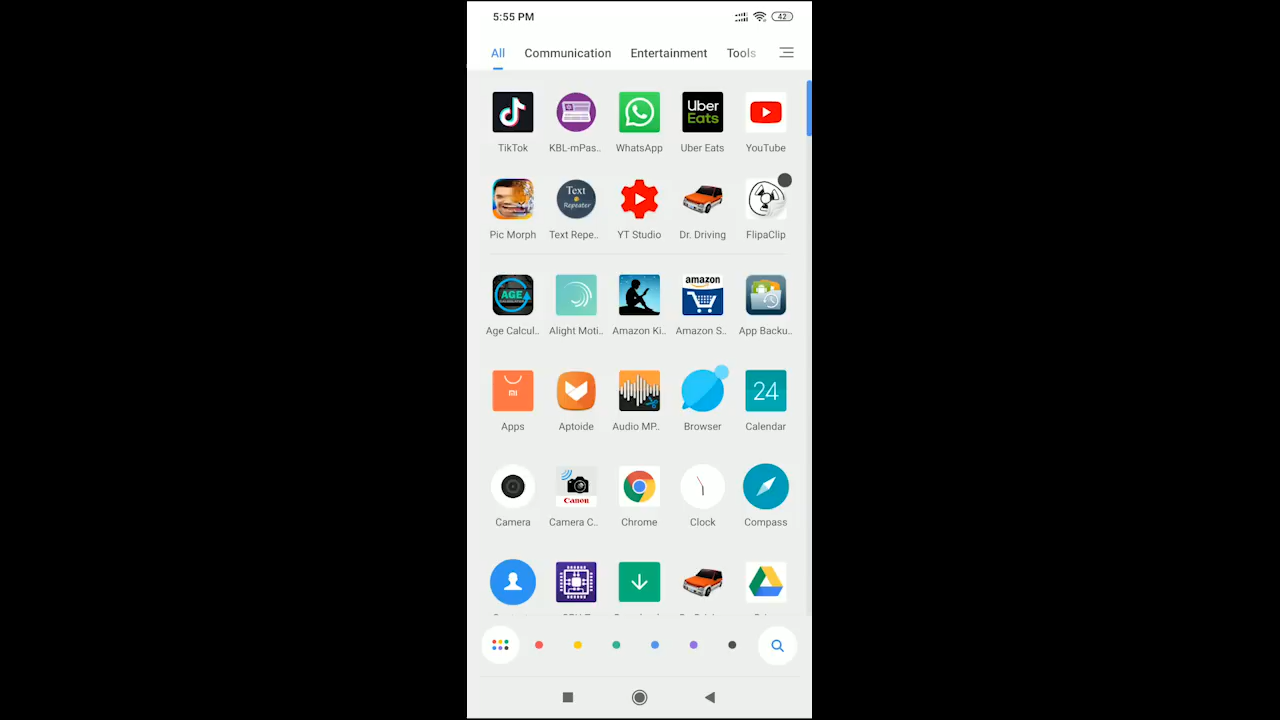 5:55 PM 42
All Communication Entertainment Tools
TikTok KBL-mPas.. WhatsApp Uber Eats YouTube
Uber Eats
Text Repeater
Pic Morph Text Repe.. YT Studio Dr. Driving FlipaClip
AGE
amazon
Age Calcul.. Alight Moti.. Amazon Ki.. Amazon S.. App Backu..
mi 24
Apps Aptoide Audio MP.. Browser Calendar
Canon
Camera Camera C.. Chrome Clock Compass